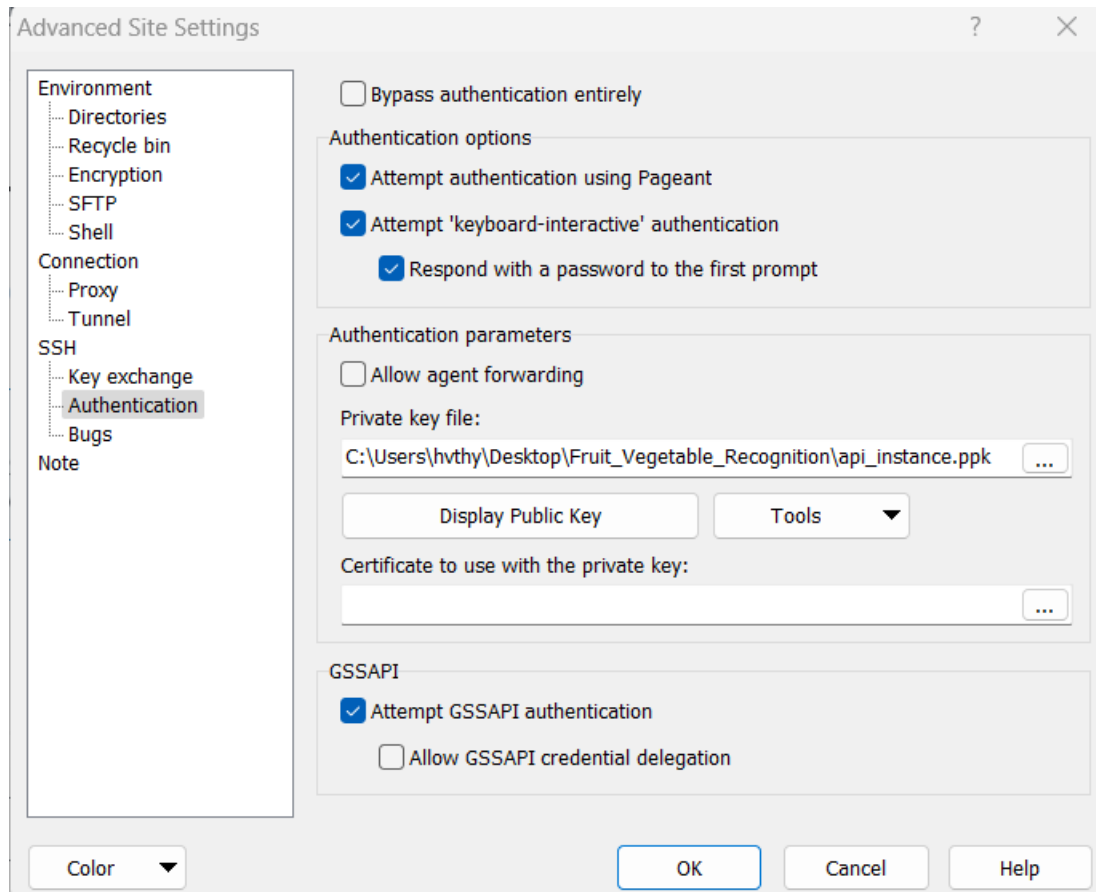 Advanced Site Settings
Environment
Directories
Recycle bin
Encryption
SFTP
Shell
Connection
Proxy
Tunnel
SSH
Key exchange
Authentication
Bugs
Note
Bypass authentication entirely
Authentication options
Attempt authentication using Pageant
Attempt 'keyboard-interactive' authentication
Respond with a password to the first prompt
Authentication parameters
Allow agent forwarding
Private key file:
C:\Users\hvthy\Desktop\Fruit_Vegetable_Recognition\api_instance.ppk ...
Display Public Key Tools
Certificate to use with the private key:
...
GSSAPI
Attempt GSSAPI authentication
Allow GSSAPI credential delegation
Color OK Cancel Help